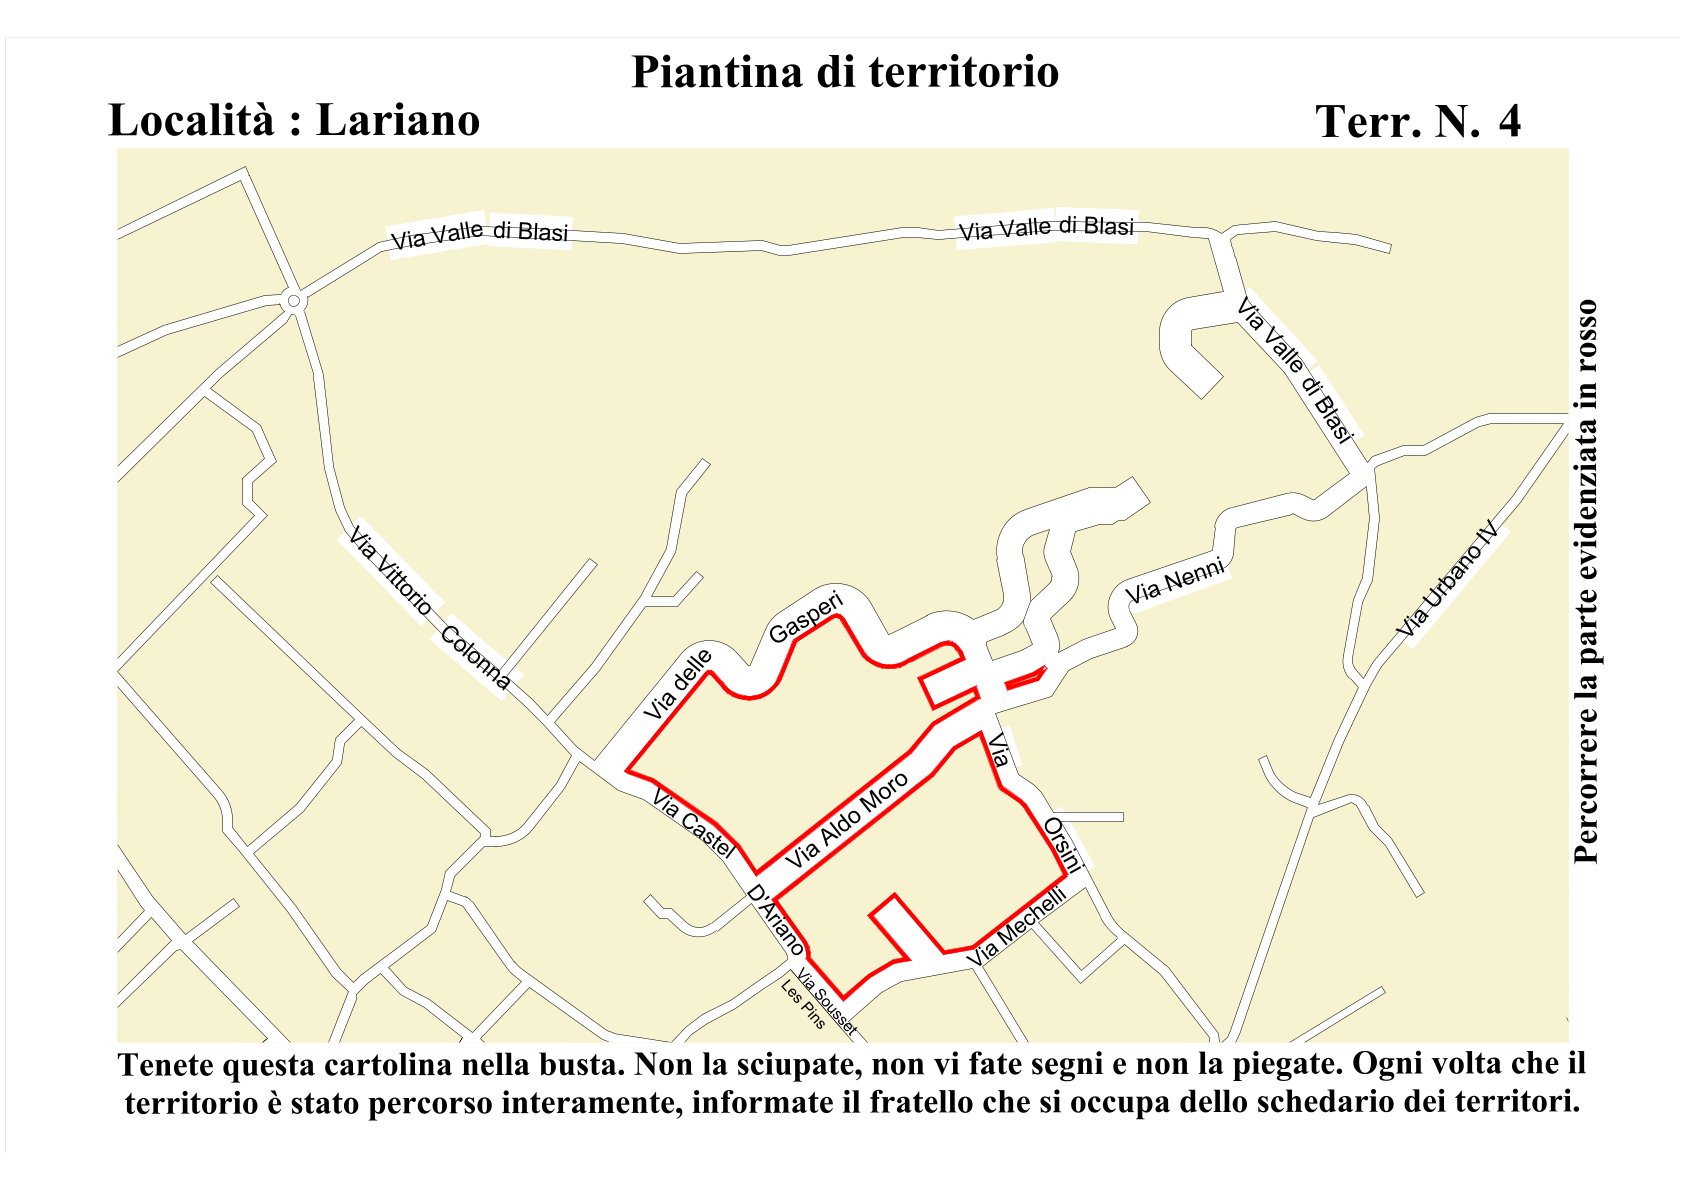 Piantina di territorio
Località : Lariano
Terr. N. 4
Via Valle di Blasi
Via Valle di Blasi
Via Valle di Blasi
Percorrere la parte evidenziata in rosso
Via Vittorio Colonna
Via Urbano IV
Via Nenni
Via delle Gasperi
Via Castel D'Ariano
Via Aldo Moro
Via Orsini
Via Mechelli
Via Sousset
Les Pins
Tenete questa cartolina nella busta. Non la sciupate, non vi fate segni e non la piegate. Ogni volta che il
territorio è stato percorso interamente, informate il fratello che si occupa dello schedario dei territori.